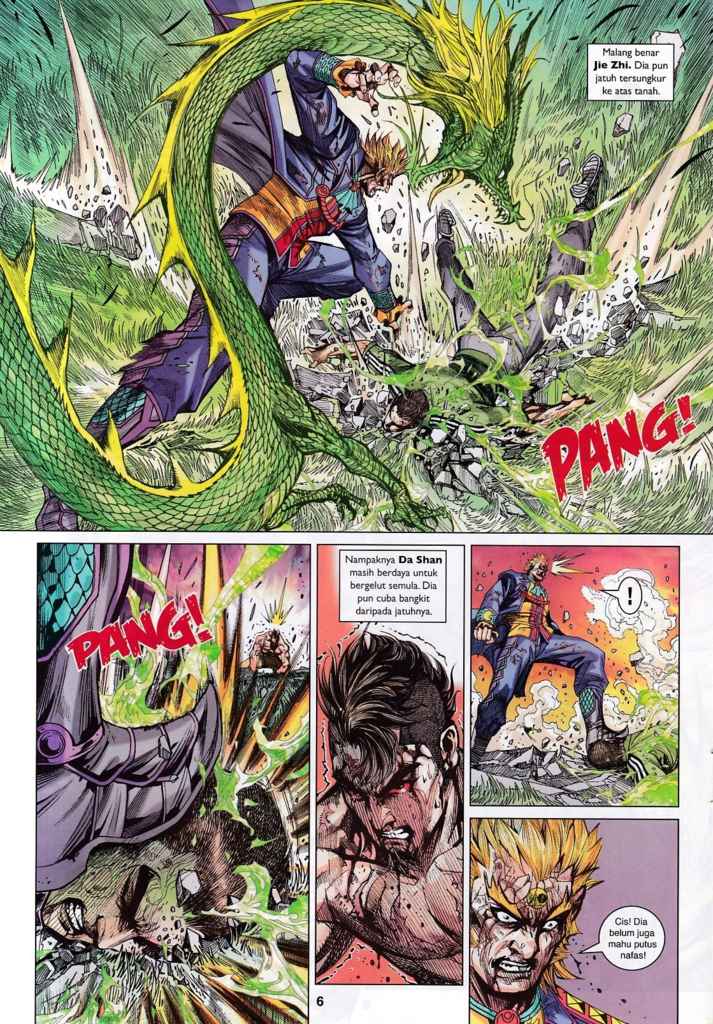 Malang benar
Jie Zhi. Dia pun
jatuh tersungkur
ke atas tanah.
PANG!
PANG!
Nampaknya Da Shan
masih berdaya untuk
bergelut semula. Dia
pun cuba bangkit
daripada jatuhnya.
!
Cis! Dia
belum juga
mahu putus
nafas!
6